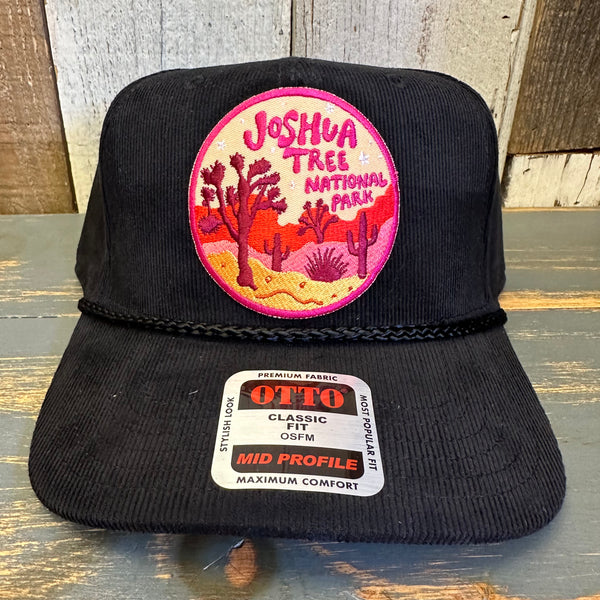 JOSHUA
TREE
NATIONAL
PARK
PREMIUM FABRIC
STYLISH LOOK
OTTO
CLASSIC
FIT
OSFM
MID PROFILE
MOST POPULAR FIT
MAXIMUM COMFORT